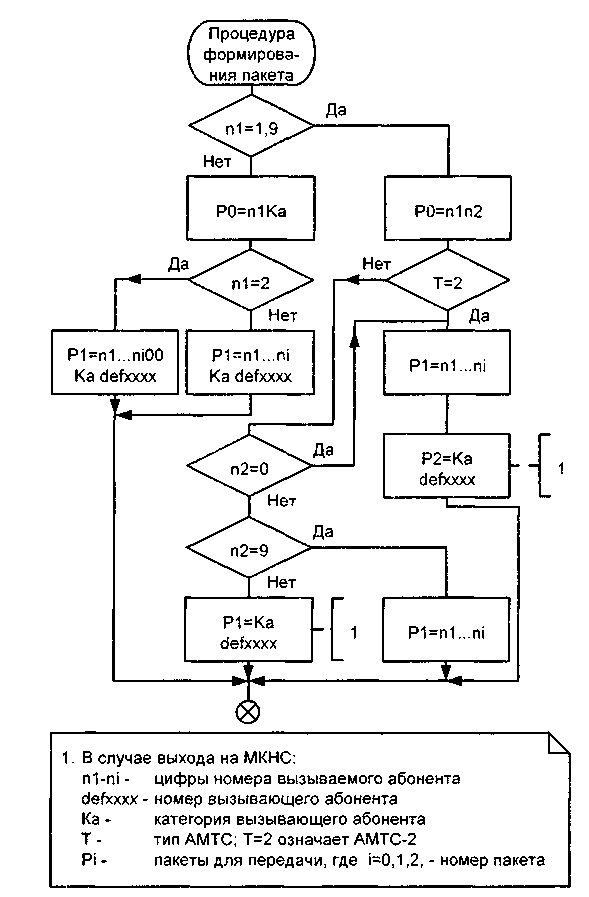 Процедура
формирова-
ния пакета
Да
n1=1,9
Нет
P0=n1Ka
P0=n1n2
Да
n1=2
Нет
Нет
T=2
Да
P1=n1...ni00
Ka defxxxx
P1=n1...ni
Ka defxxxx
P1=n1...ni
n2=0
Да
Нет
P2=Ka
defxxxx
1
n2=9
Да
Нет
P1=Ka
defxxxx
1
P1=n1...ni
1. В случае выхода на МКНС:
n1-ni - цифры номера вызываемого абонента
defxxxx - номер вызывающего абонента
Ка - категория вызывающего абонента
Т - тип АМТС; Т=2 означает АМТС-2
Pi - пакеты для передачи, где i=0,1,2, - номер пакета